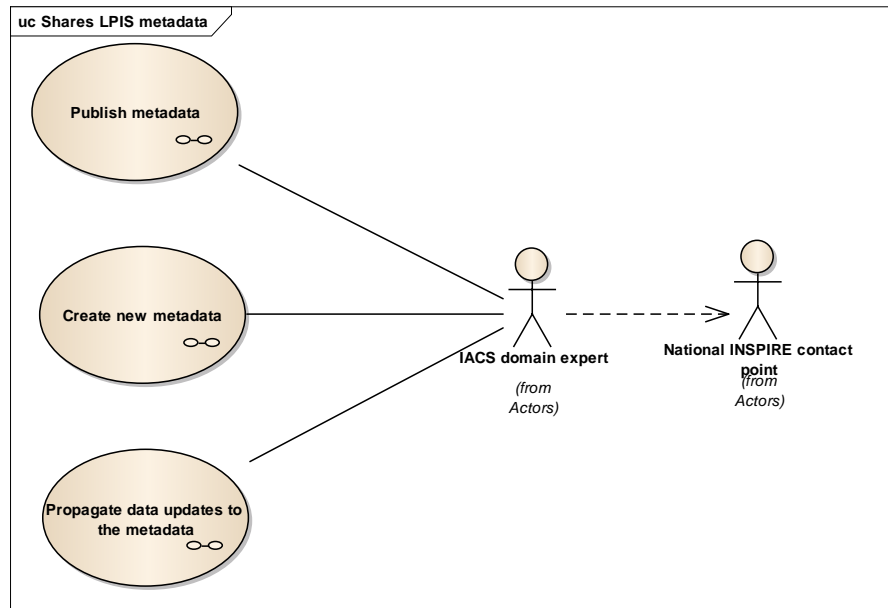 uc Shares LPIS metadata
Publish metadata
Create new metadata
Propagate data updates to
the metadata
IACS domain expert
(from
Actors)
National INSPIRE contact
point
(from
Actors)